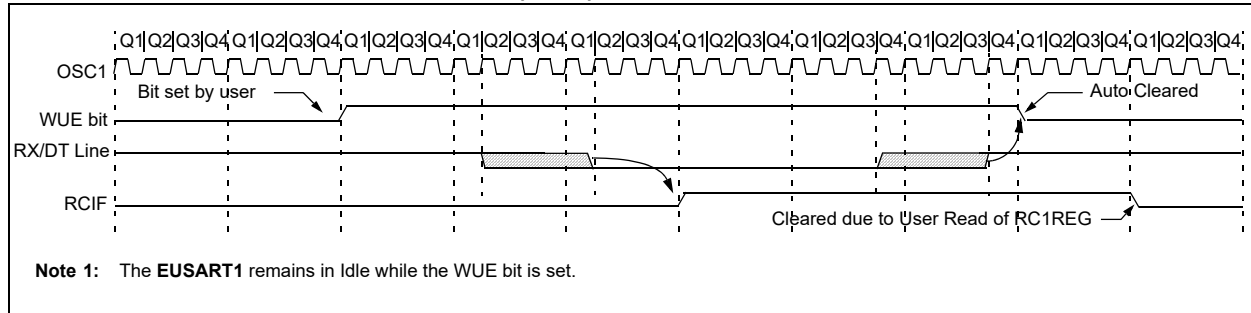 Q1 Q2 Q3 Q4 Q1 Q2 Q3 Q4 Q1 Q2 Q3 Q4 Q1 Q2 Q3 Q4 Q1 Q2 Q3 Q4 Q1 Q2 Q3 Q4 Q1 Q2 Q3 Q4 Q1 Q2 Q3 Q4 Q1 Q2 Q3 Q4 Q1 Q2 Q3 Q4
OSC1
Bit set by user
Auto Cleared
WUE bit
RX/DT Line
RCIF
Cleared due to User Read of RC1REG
Note 1: The EUSART1 remains in Idle while the WUE bit is set.